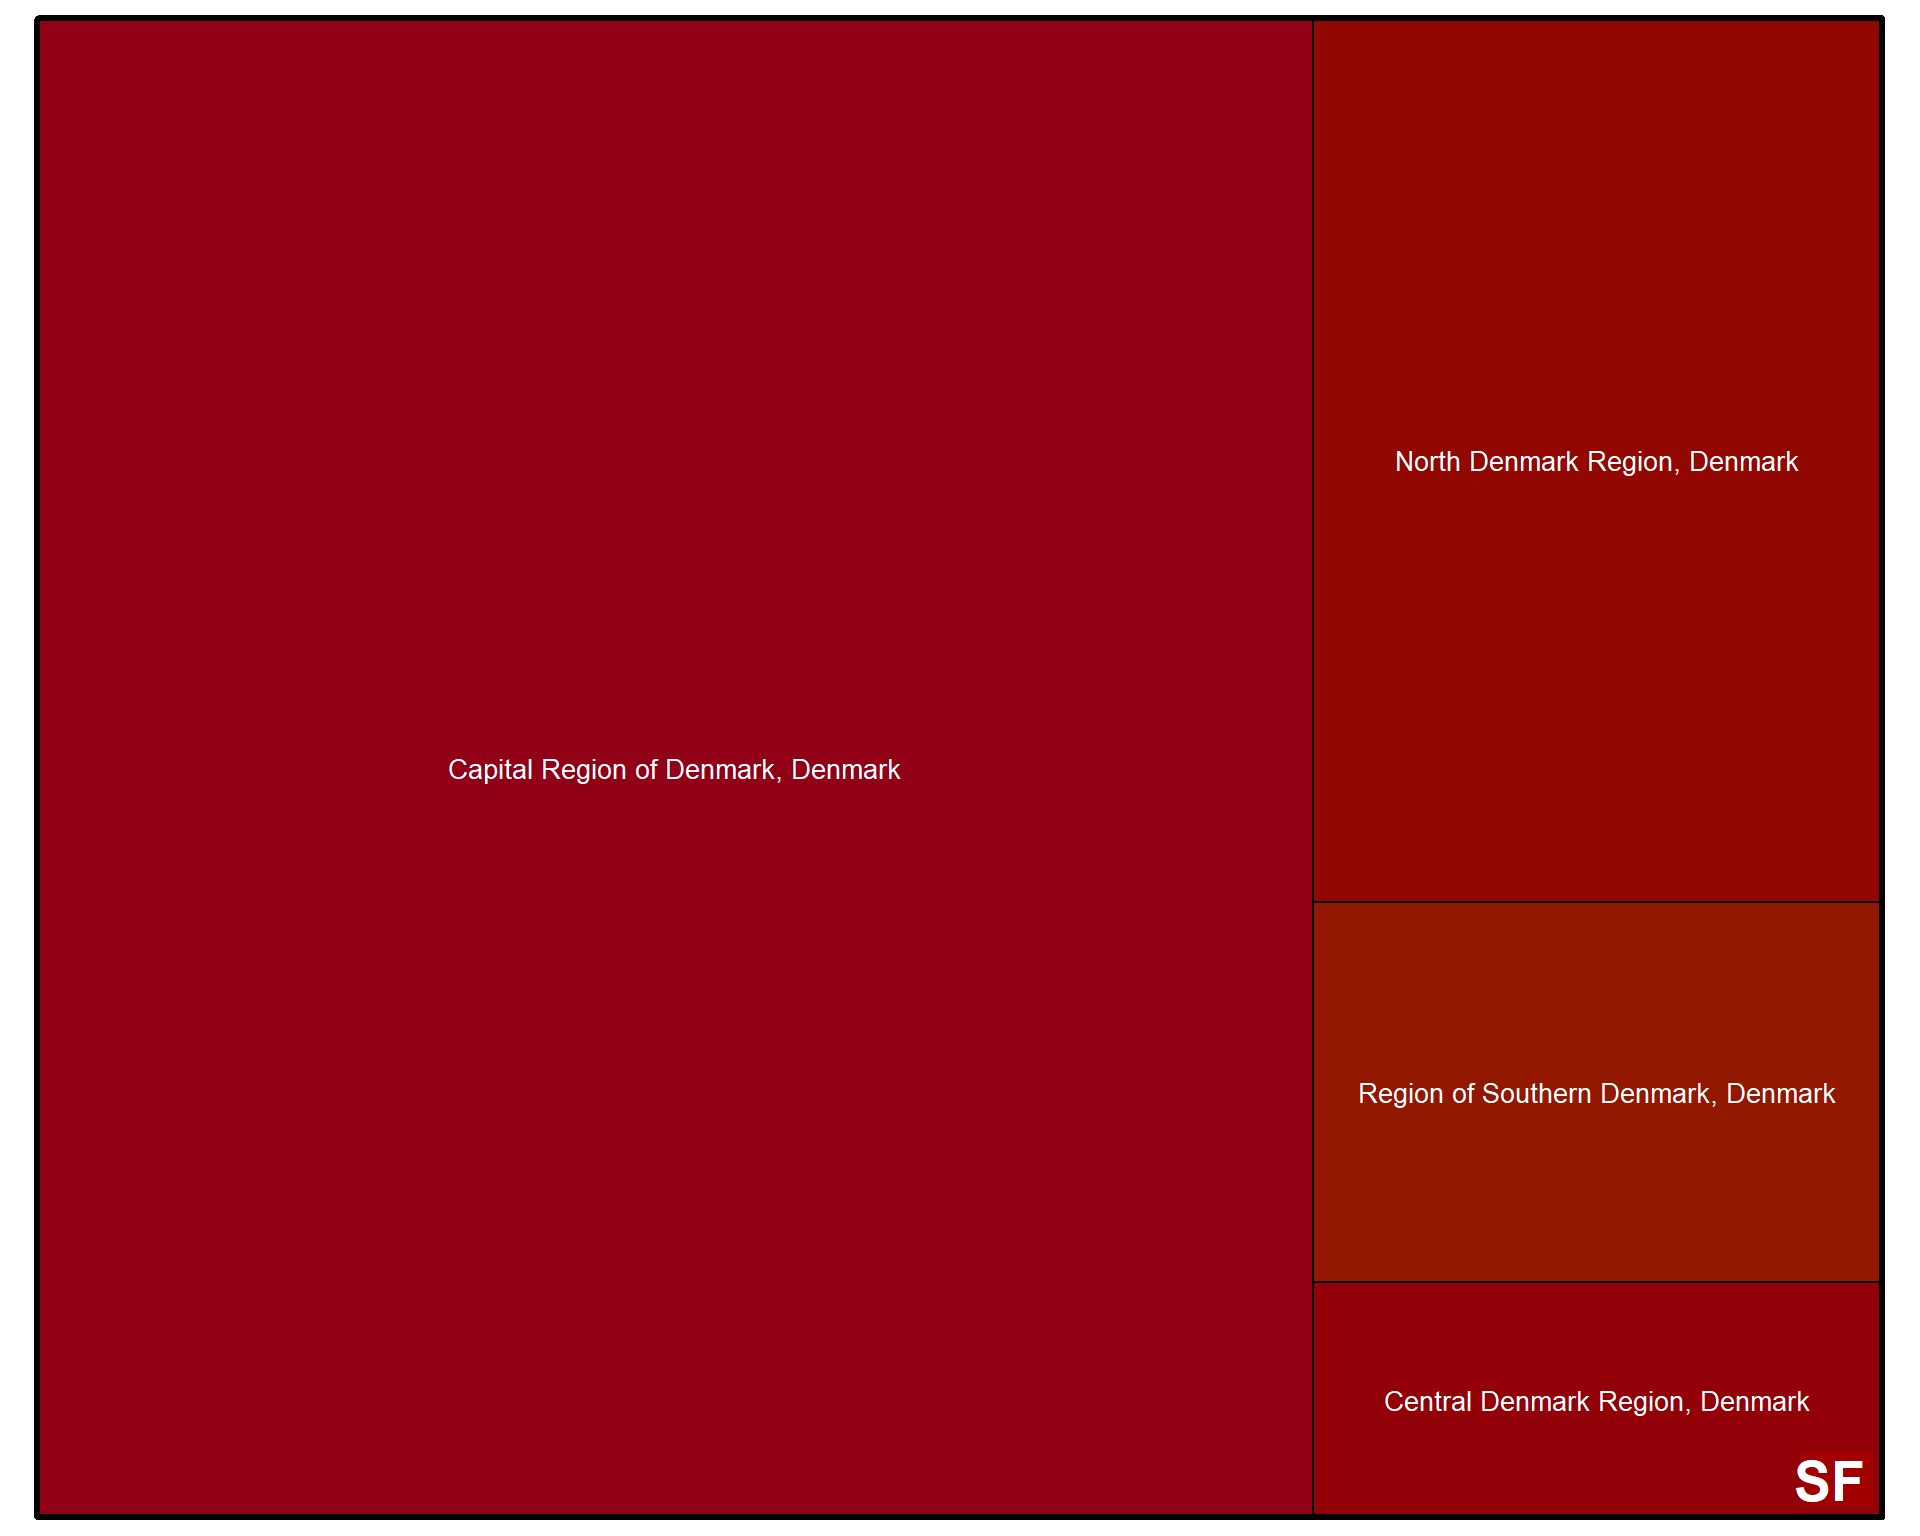 North Denmark Region, Denmark
Capital Region of Denmark, Denmark
Region of Southern Denmark, Denmark
Central Denmark Region, Denmark
SF